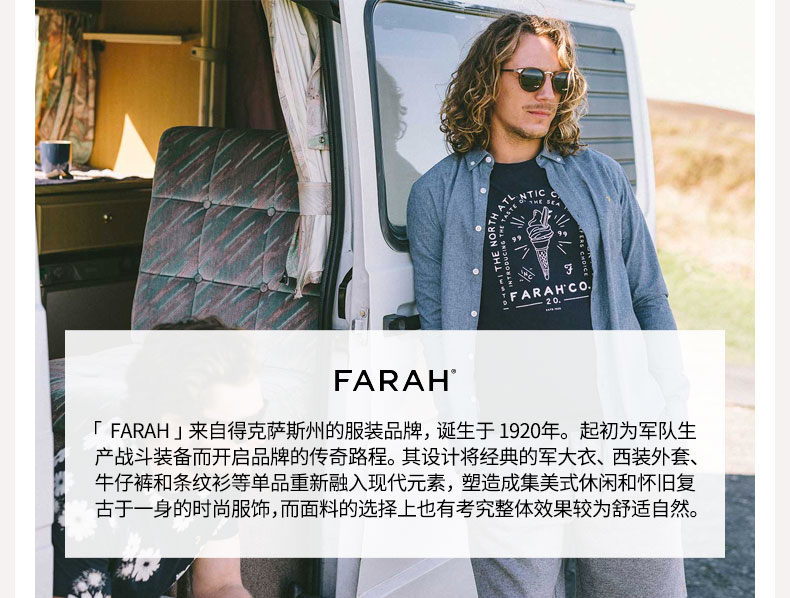 THE NORTH ATLANTIC C
INTRODUCING THE TASTE OF THE SEA
99 99
FARAH® CO.
20.
FARAH®
「 FARAH 」来自得克萨斯州的服装品牌，诞生于 1920年。起初为军队生
产战斗装备而开启品牌的传奇路程。其设计将经典的军大衣、西装外套、
牛仔裤和条纹衫等单品重新融入现代元素，塑造成集美式休闲和怀旧复
古于一身的时尚服饰，而面料的选择上也有考究整体效果较为舒适自然。